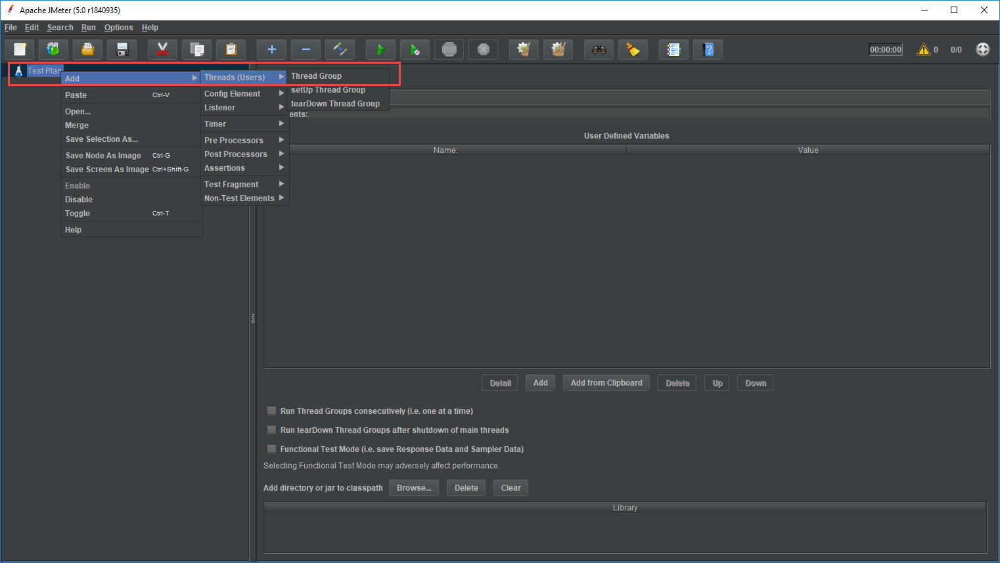 Apache JMeter (5.0 r1840935)
File Edit Search Run Options Help
STOP
?
00:00:00
0
0/0
Test Plan
Add
Paste Ctrl-V
Open...
Merge
Save Selection As...
Save Node As Image Ctrl-G
Save Screen As Image Ctrl+Shift-G
Enable
Disable
Toggle Ctrl-T
Help
Threads (Users)
Config Element
Listener
Timer
Pre Processors
Post Processors
Assertions
Test Fragment
Non-Test Elements
Thread Group
setUp Thread Group
tearDown Thread Group
ents:
User Defined Variables
Name: Value
Detail Add Add from Clipboard Delete Up Down
Run Thread Groups consecutively (i.e. one at a time)
Run tearDown Thread Groups after shutdown of main threads
Functional Test Mode (i.e. save Response Data and Sampler Data)
Selecting Functional Test Mode may adversely affect performance.
Add directory or jar to classpath Browse... Delete Clear
Library